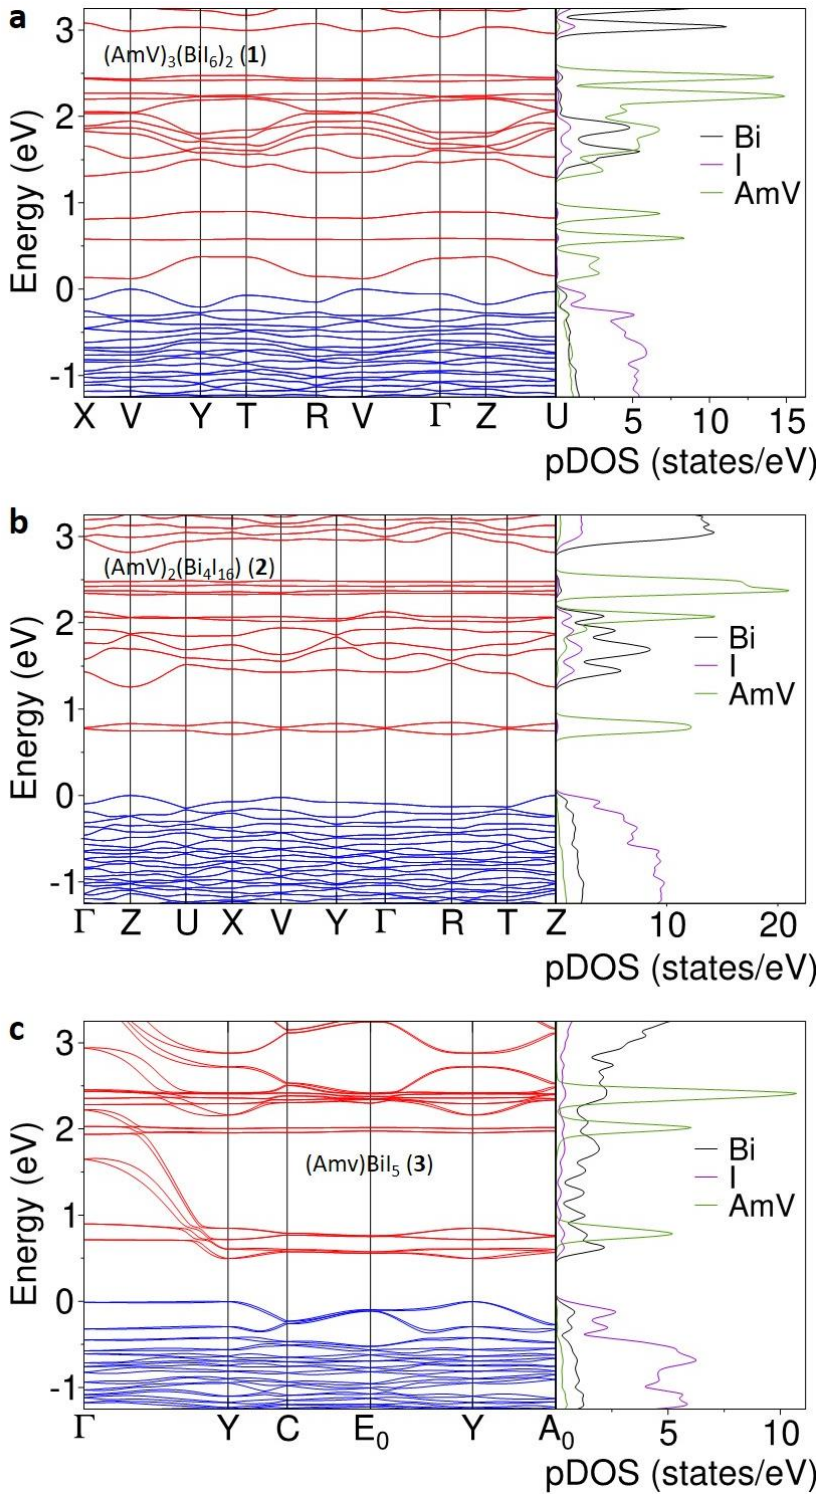 a
(AmV)3(BiI6)2 (1)
Energy (eV)
3
2
1
0
-1
X V Y T R V Γ Z U
5 10 15
pDOS (states/eV)
Bi
I
AmV
b
(AmV)2(Bi4I16) (2)
Energy (eV)
3
2
1
0
-1
Γ Z U X V Y Γ R T Z
10 20
pDOS (states/eV)
Bi
I
AmV
c
(Amv)BiI5 (3)
Energy (eV)
3
2
1
0
-1
Γ Y C E0 Y A0
5 10
pDOS (states/eV)
Bi
I
AmV